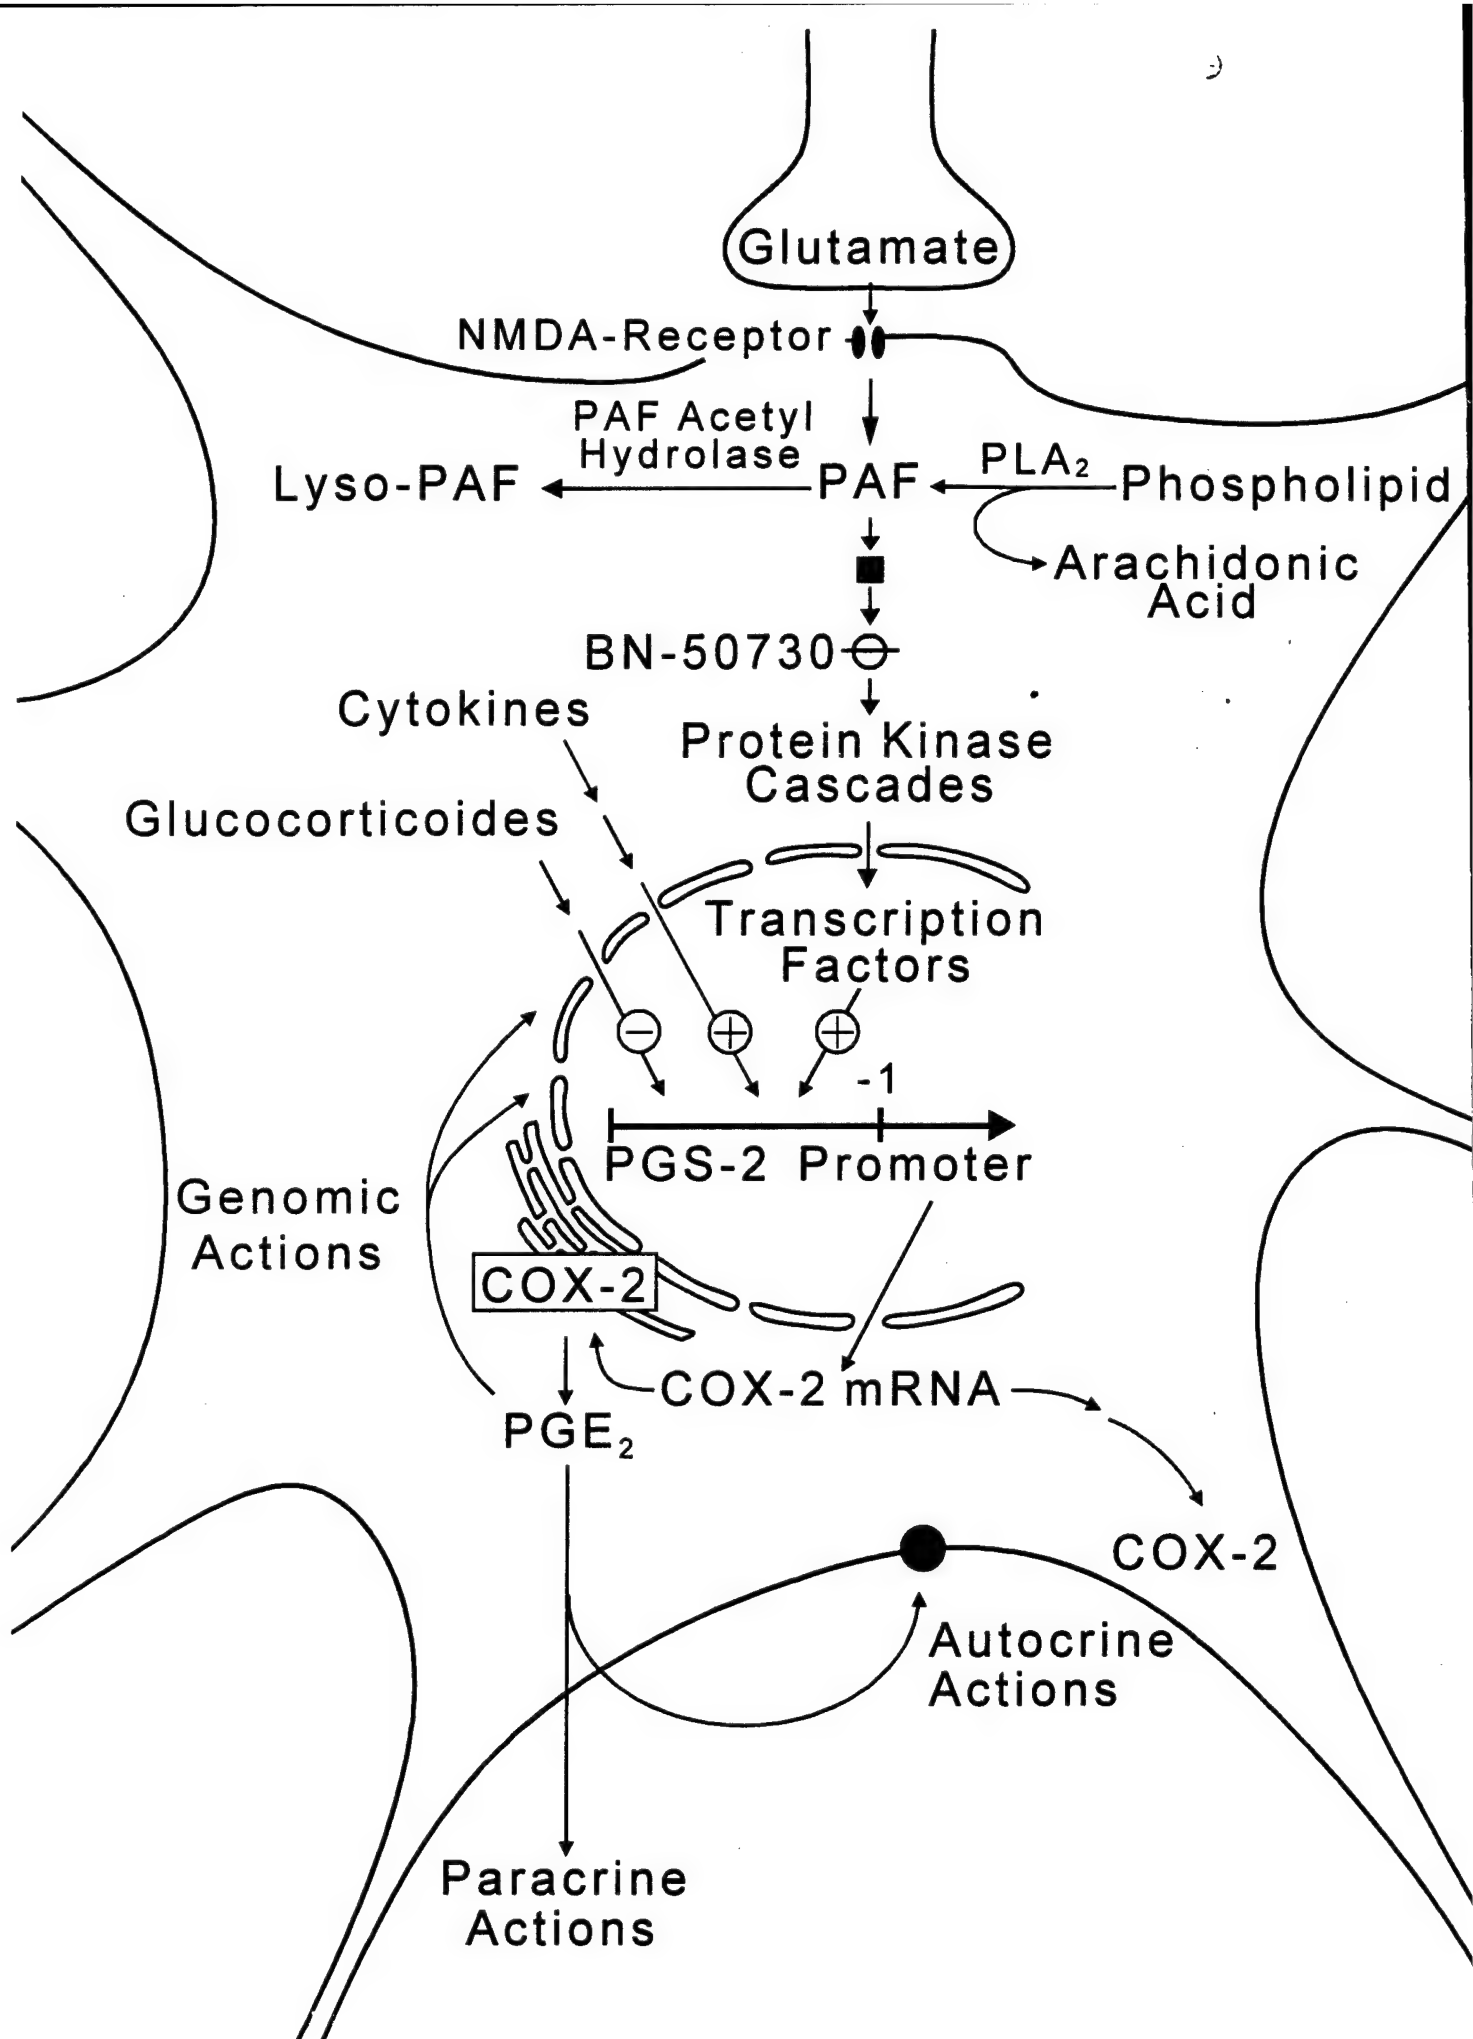 Glutamate
NMDA-Receptor
PAF Acetyl
Hydrolase
Lyso-PAF
PAF
PLA₂
Phospholipid
Arachidonic
Acid
BN-50730
Cytokines
Protein Kinase
Cascades
Glucocorticoides
Transcription
Factors
-1
PGS-2 Promoter
Genomic
Actions
COX-2
COX-2 mRNA
PGE₂
COX-2
Autocrine
Actions
Paracrine
Actions